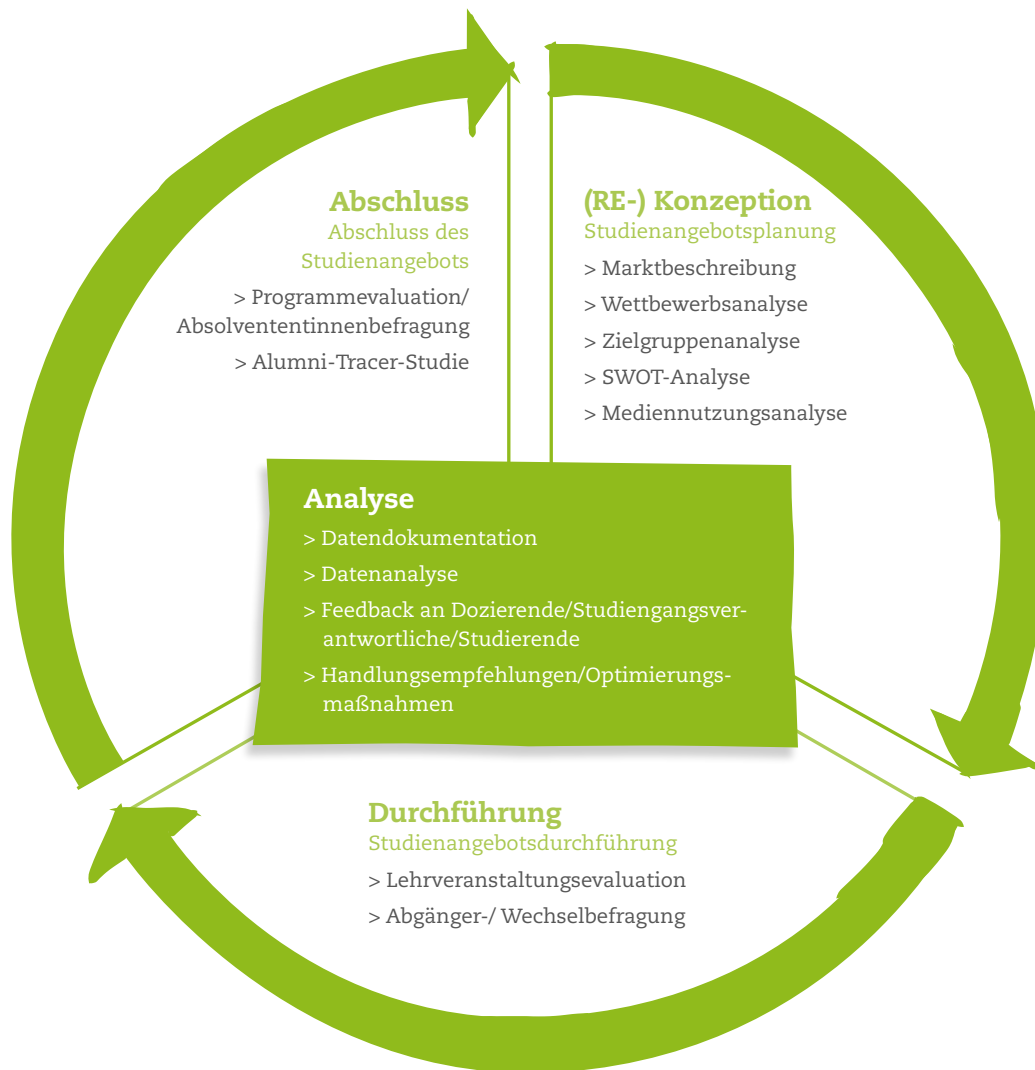 Abschluss
Abschluss des
Studienangebots
> Programmevaluation/
Absolvententinnenbefragung
> Alumni-Tracer-Studie
(RE-) Konzeption
Studienangebotsplanung
> Marktbeschreibung
> Wettbewerbsanalyse
> Zielgruppenanalyse
> SWOT-Analyse
> Mediennutzungsanalyse
Analyse
> Datendokumentation
> Datenanalyse
> Feedback an Dozierende/Studiengangsver-
antwortliche/Studierende
> Handlungsempfehlungen/Optimierungs-
maßnahmen
Durchführung
Studienangebotsdurchführung
> Lehrveranstaltungsevaluation
> Abgänger-/ Wechselbefragung